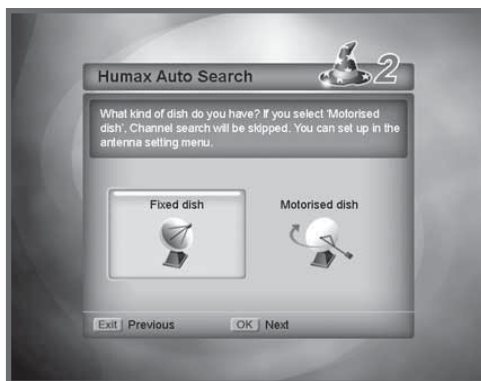 Humax Auto Search
2
What kind of dish do you have? If you select 'Motorised
dish'. Channel search will be skipped. You can set up in the
antenna setting menu.
Fixed dish
Motorised dish
Exit Previous
OK Next